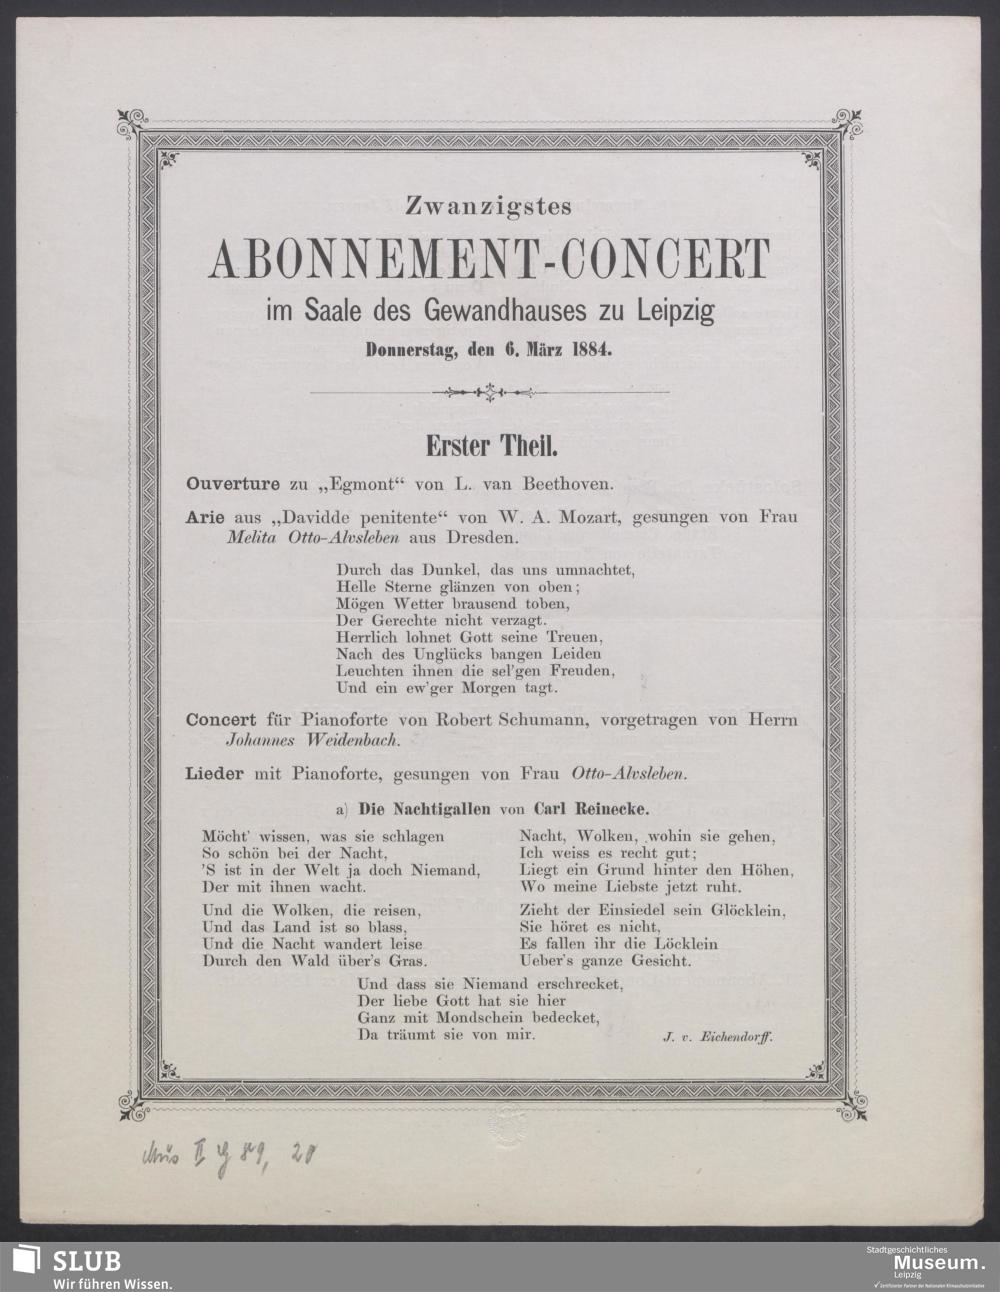 Zwanzigstes
ABONNEMENT-CONCERT
im Saale des Gewandhauses zu Leipzig
Donnerstag, den 6. März 1884.
Erster Theil.
Ouverture zu „Egmont“ von L. van Beethoven.
Arie aus „Davidde penitente“ von W. A. Mozart, gesungen von Frau
Melita Otto-Alvsleben aus Dresden.
Durch das Dunkel, das uns umnachtet,
Helle Sterne glänzen von oben;
Mögen Wetter brausend toben,
Der Gerechte nicht verzagt.
Herrlich lohnet Gott seine Treuen,
Nach des Unglücks bangen Leiden
Leuchten ihnen die sel'gen Freuden,
Und ein ew'ger Morgen tagt.
Concert für Pianoforte von Robert Schumann, vorgetragen von Herrn
Johannes Weidenbach.
Lieder mit Pianoforte, gesungen von Frau Otto-Alvsleben.
a) Die Nachtigallen von Carl Reinecke.
Möcht' wissen, was sie schlagen
So schön bei der Nacht,
'S ist in der Welt ja doch Niemand,
Der mit ihnen wacht.
Und die Wolken, die reisen,
Und das Land ist so blass,
Und die Nacht wandert leise
Durch den Wald über's Gras.
Nacht, Wolken, wohin sie gehen,
Ich weiss es recht gut;
Liegt ein Grund hinter den Höhen,
Wo meine Liebste jetzt ruht.
Zieht der Einsiedel sein Glöcklein,
Sie höret es nicht,
Es fallen ihr die Löcklein
Ueber's ganze Gesicht.
Und dass sie Niemand erschrecket,
Der liebe Gott hat sie hier
Ganz mit Mondschein bedecket,
Da träumt sie von mir.
J. v. Eichendorff.
Mus II 89, 20
SLUB
Wir führen Wissen.
Stadtgeschichtliches
Museum.
Leipzig
Zertifizierter Partner der Nationalen Klimaschutzinitiative